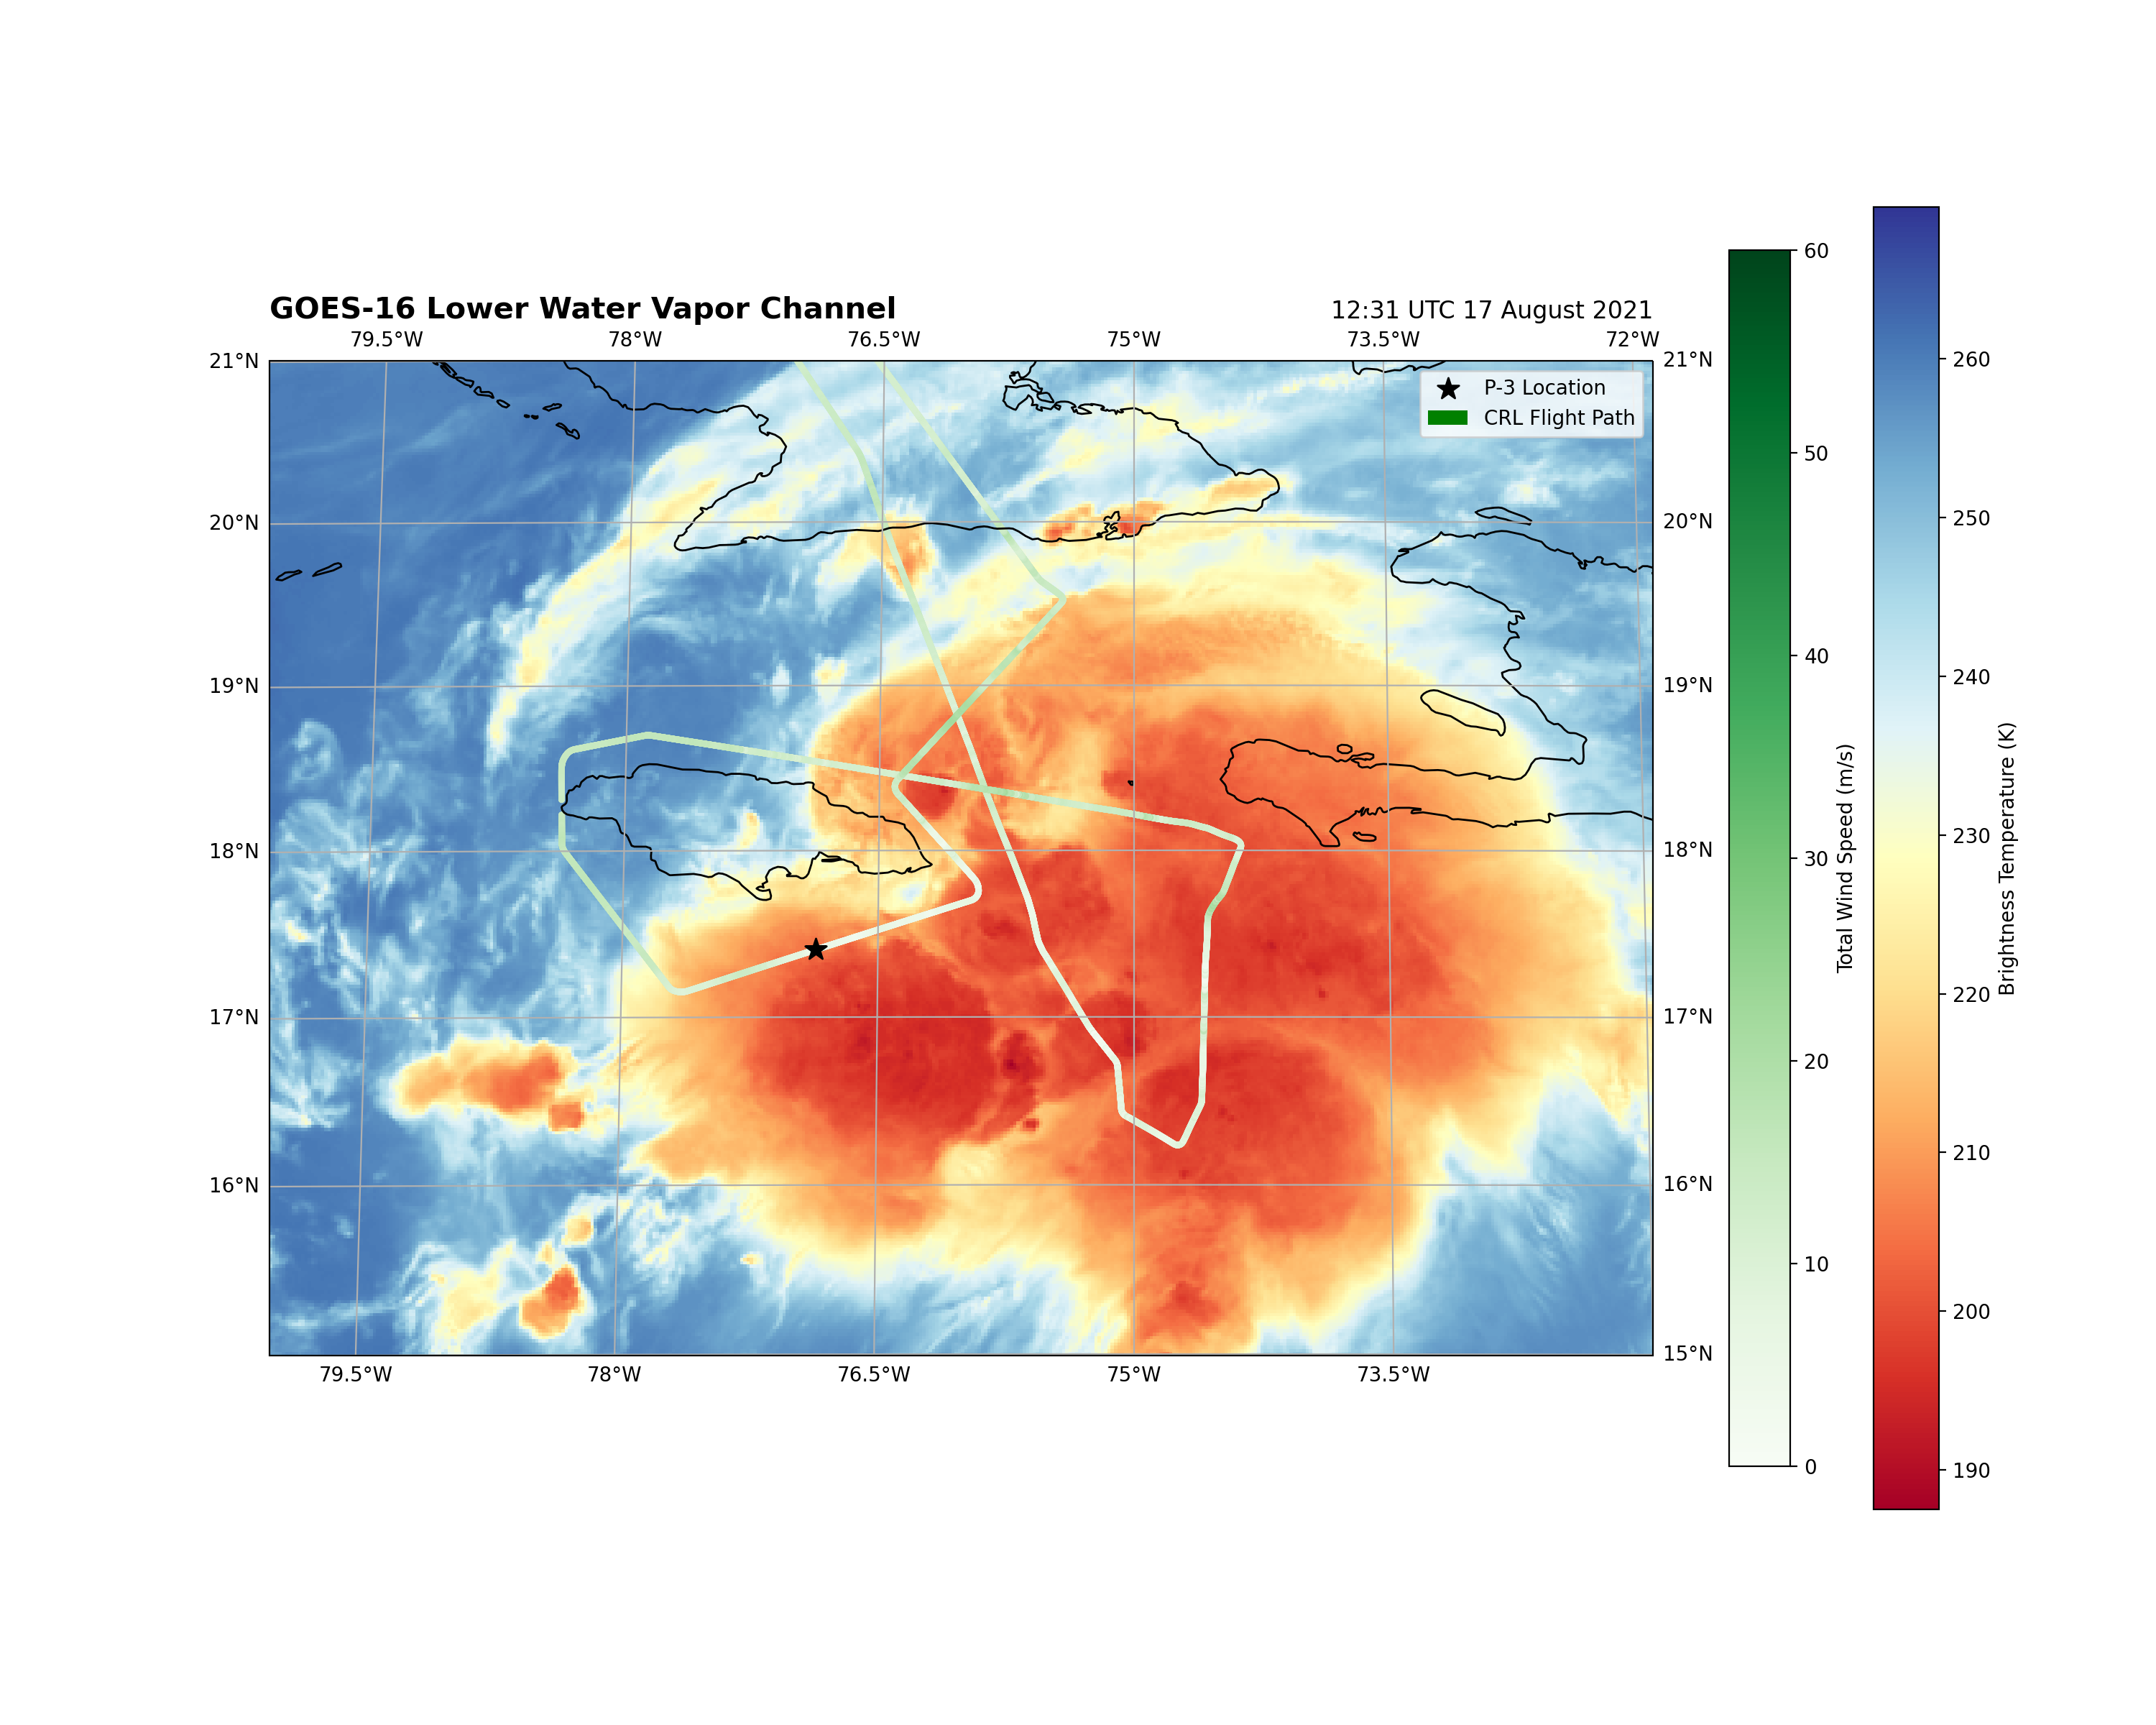 GOES-16 Lower Water Vapor Channel
12:31 UTC 17 August 2021
79.5°W 78°W 76.5°W 75°W 73.5°W 72°W
21°N
20°N
19°N
18°N
17°N
16°N
P-3 Location
CRL Flight Path
21°N
20°N
19°N
18°N
17°N
16°N
15°N
79.5°W 78°W 76.5°W 75°W 73.5°W
60
50
40
30
20
10
0
Total Wind Speed (m/s)
260
250
240
230
220
210
200
190
Brightness Temperature (K)